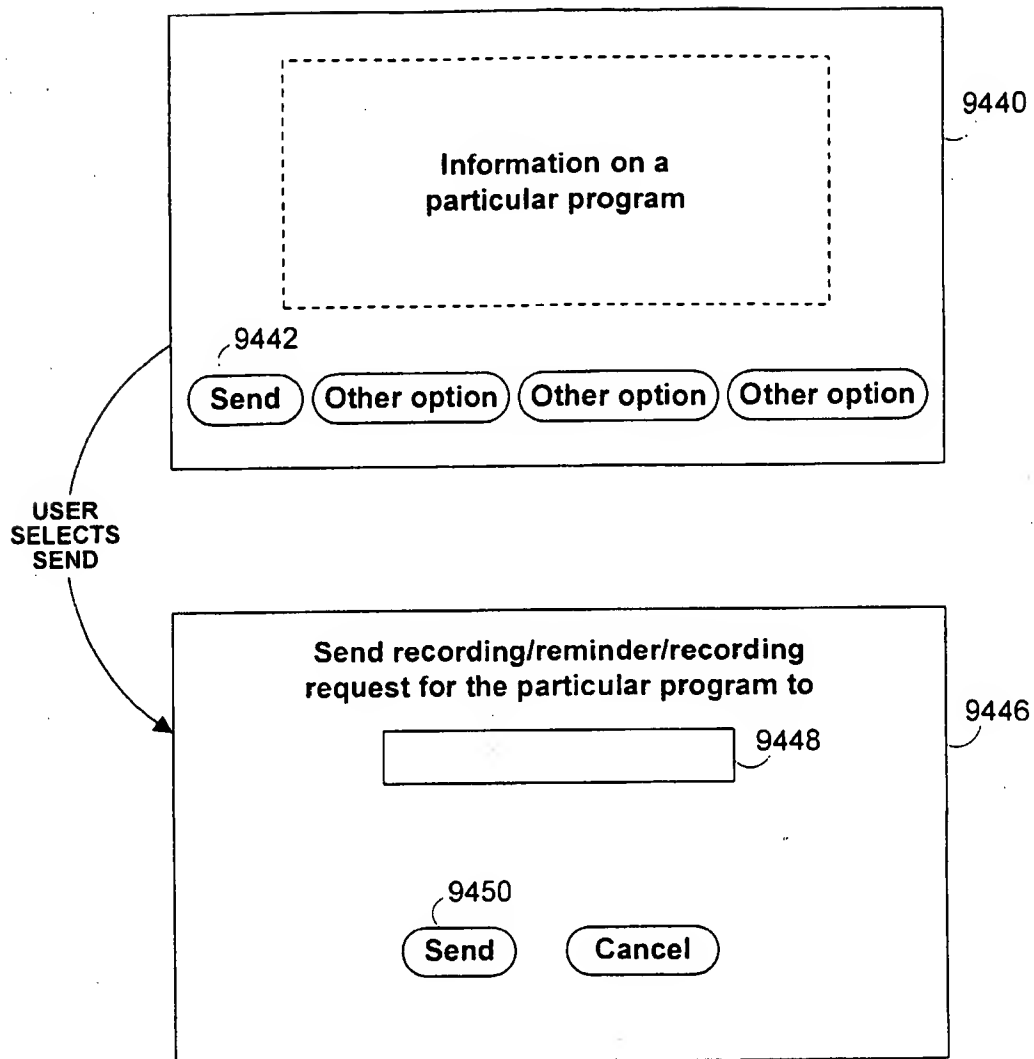 9440
Information on a
particular program
9442
Send Other option Other option Other option
USER
SELECTS
SEND
Send recording/reminder/recording
request for the particular program to
9446
9448
9450
Send Cancel